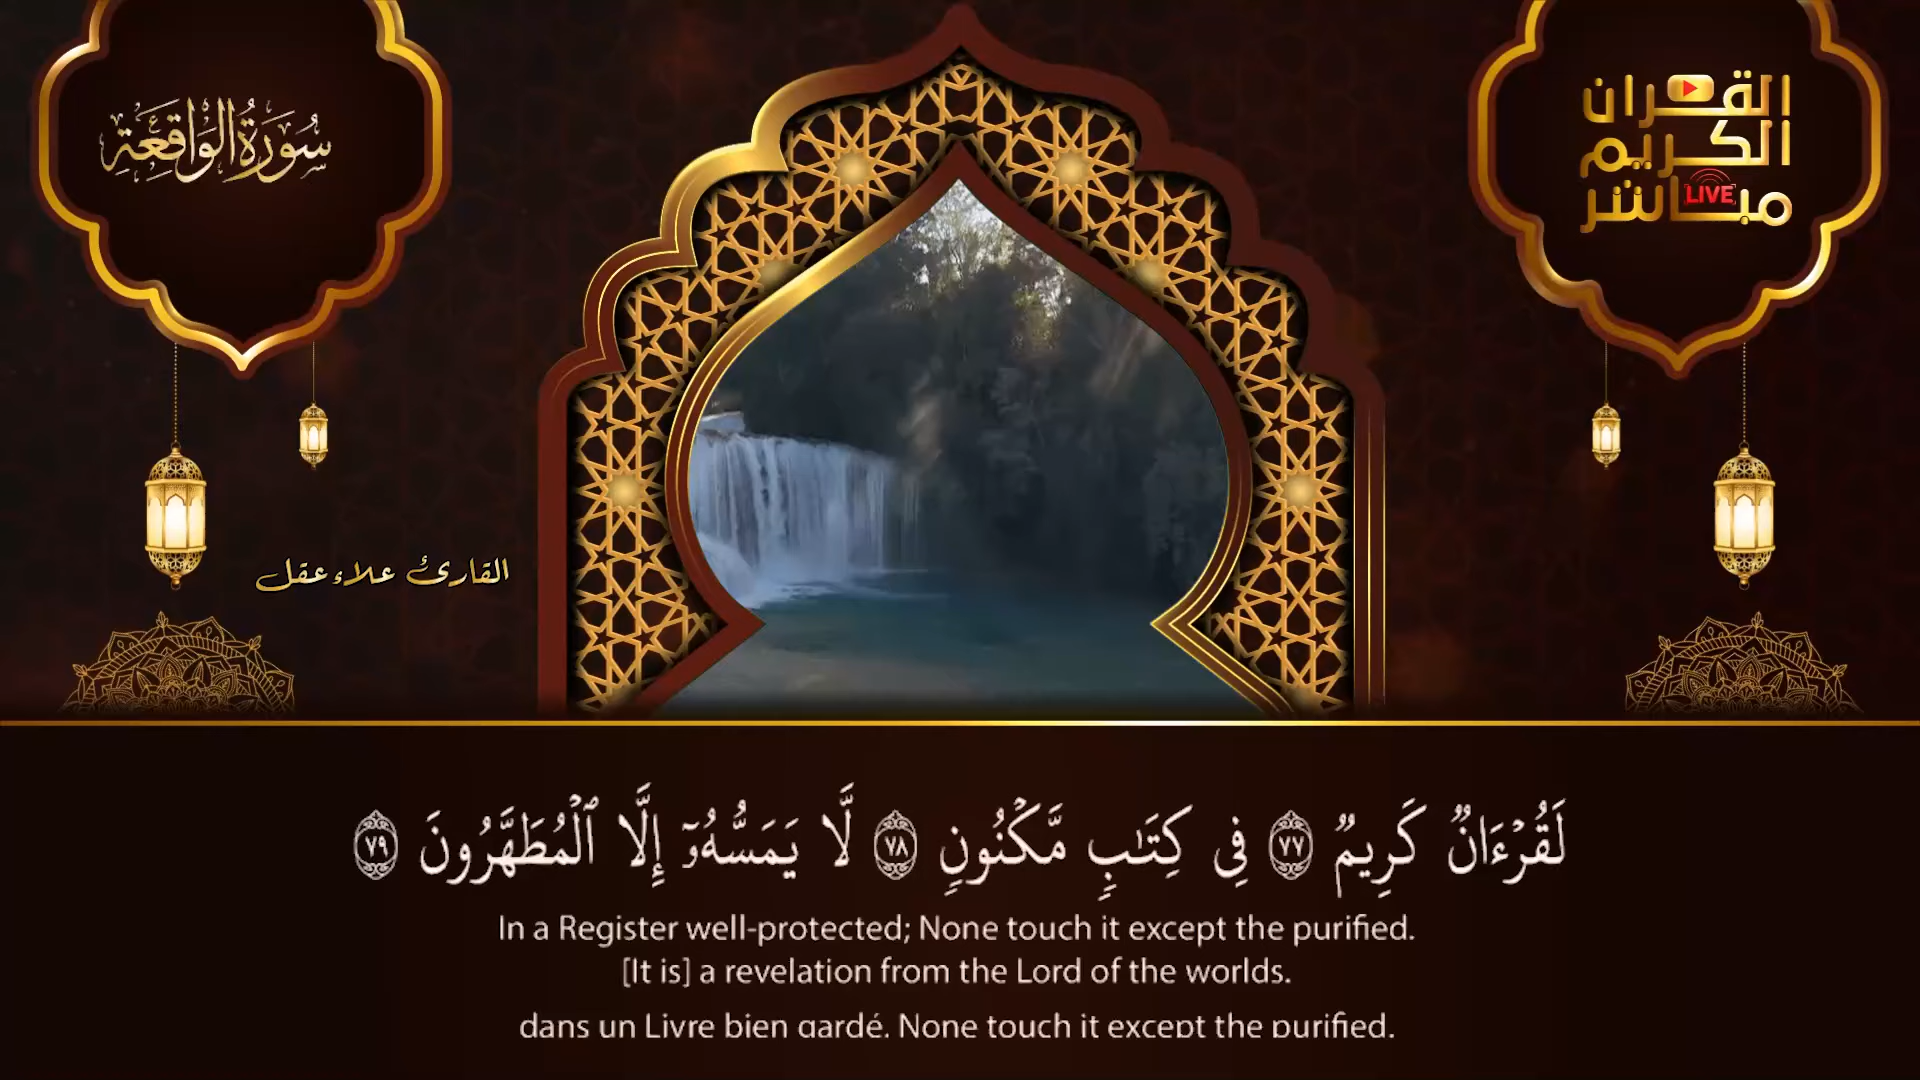 سُورَةُ الوَاقِعَةِ
القران
الكريم
مباشر
LIVE
القارئ علاء عقل
لَقُرْءَانٌ كَرِيمٌ ٧٧ فِى كِتَٰبٍ مَّكْنُونٍ ٧٨ لَّا يَمَسُّهُۥٓ إِلَّا ٱلْمُطَهَّرُونَ ٧٩
In a Register well-protected; None touch it except the purified.
[It is] a revelation from the Lord of the worlds.
dans un Livre bien gardé. None touch it except the purified.